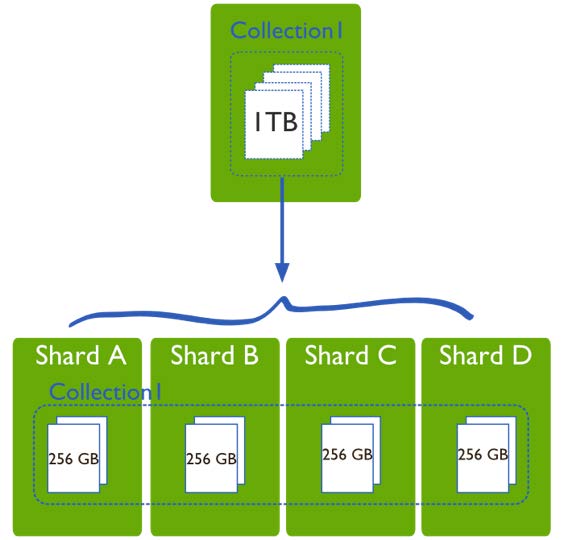 Collection1
1TB
Shard A
Shard B
Shard C
Shard D
Collection1
256 GB
256 GB
256 GB
256 GB